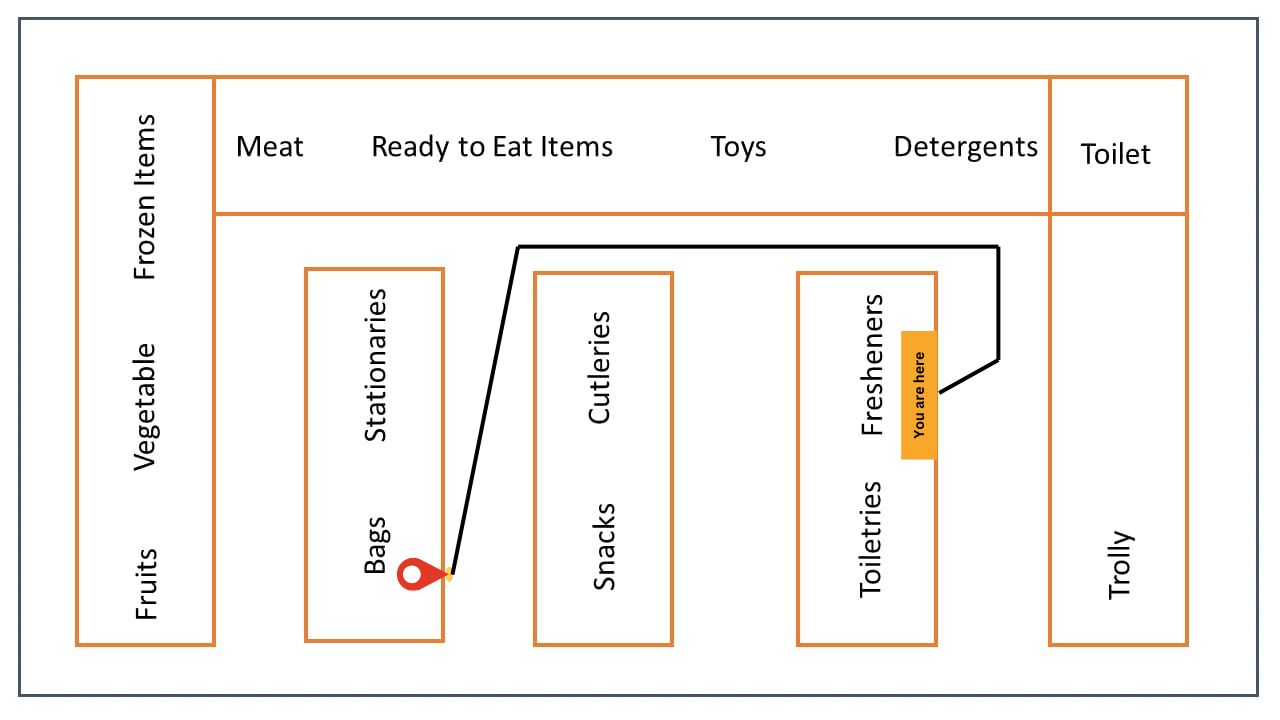 Meat
Ready to Eat Items
Toys
Detergents
Toilet
Frozen Items
Vegetable
Fruits
Stationaries
Bags
Cutleries
Snacks
Fresheners
You are here
Toiletries
Trolly